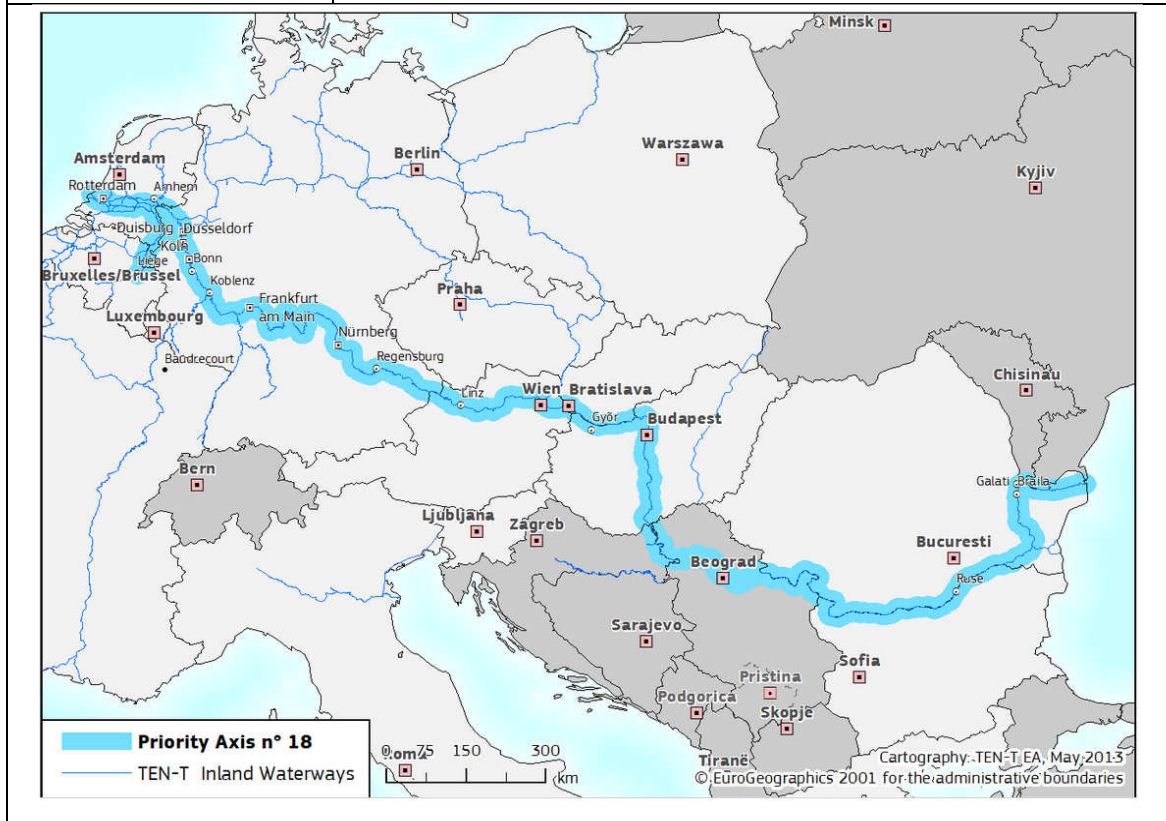 Minsk
Warszawa
Berlin
Amsterdam
Kyjiv
Rotterdam
Arnhem
Duisburg
Düsseldorf
Köln
Bonn
Liège
Bruxelles/Brussel
Koblenz
Praha
Frankfurt
am Main
Luxembourg
Nürnberg
Baudrecourt
Regensburg
Chisinau
Linz
Wien
Bratislava
Györ
Budapest
Bern
Galati
Braila
Ljubljana
Zagreb
Bucuresti
Beograd
Ruse
Sarajevo
Sofia
Pristina
Podgorica
Skopje
Priority Axis n° 18
TEN-T Inland Waterways
0 75 150 300
km
Tiranë
Cartography: TEN-T EA, May 2013
© EuroGeographics 2001 for the administrative boundaries